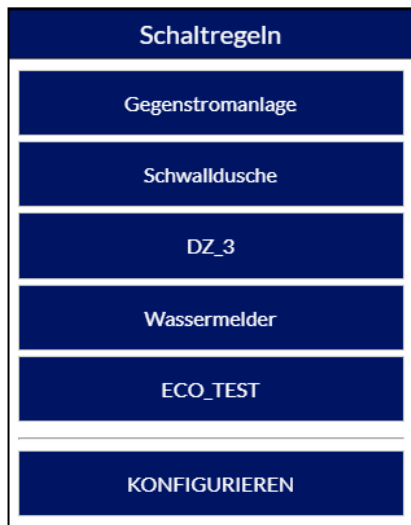 Schaltregeln
Gegenstromanlage
Schwalldusche
DZ_3
Wassermelder
ECO_TEST
KONFIGURIEREN